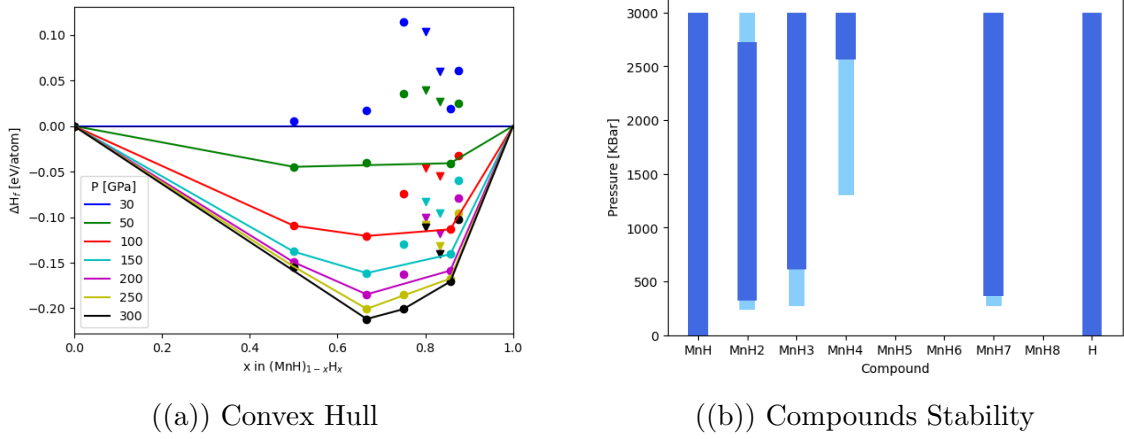 0.10
0.05
0.00
−0.05
−0.10
−0.15
−0.20
ΔH_f [eV/atom]
P [GPa]
30
50
100
150
200
250
300
0.0 0.2 0.4 0.6 0.8 1.0
x in (MnH)_{1−x}H_x
((a)) Convex Hull
3000
2500
2000
1500
1000
500
0
Pressure [KBar]
MnH MnH2 MnH3 MnH4 MnH5 MnH6 MnH7 MnH8 H
Compound
((b)) Compounds Stability